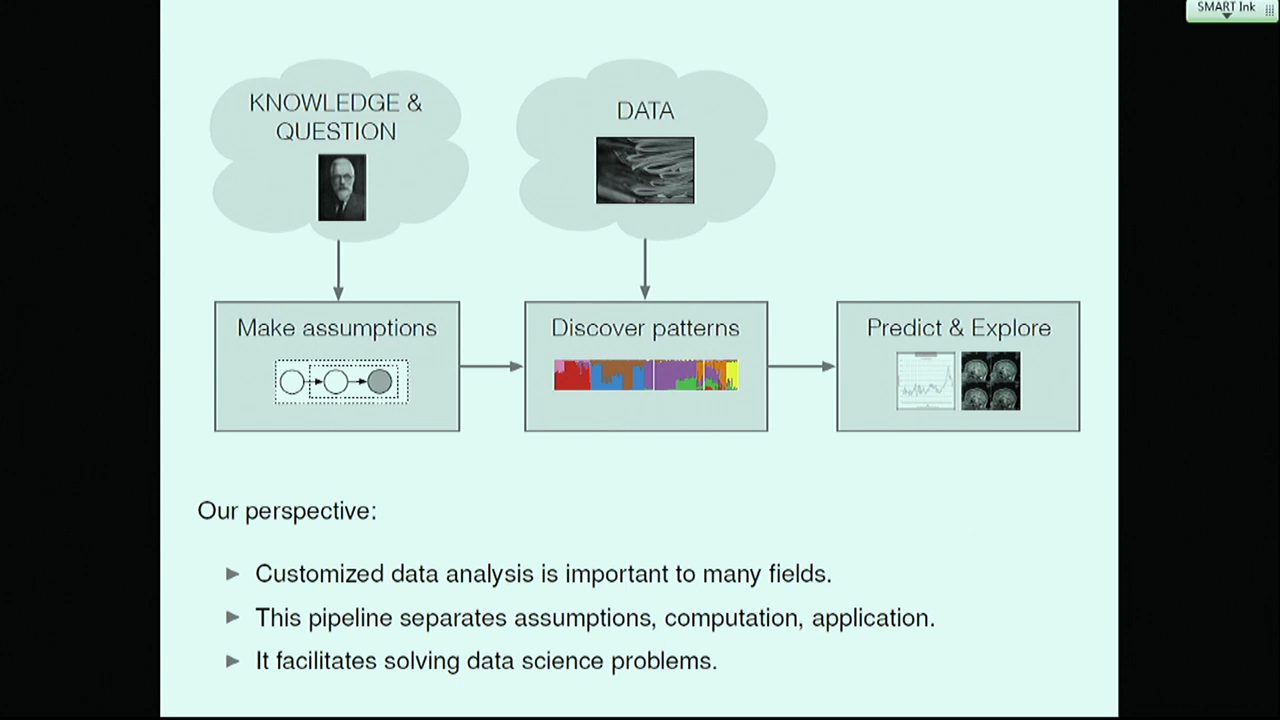 SMART Ink
KNOWLEDGE &
QUESTION
DATA
Make assumptions
Discover patterns
Predict & Explore
Our perspective:
Customized data analysis is important to many fields.
This pipeline separates assumptions, computation, application.
It facilitates solving data science problems.